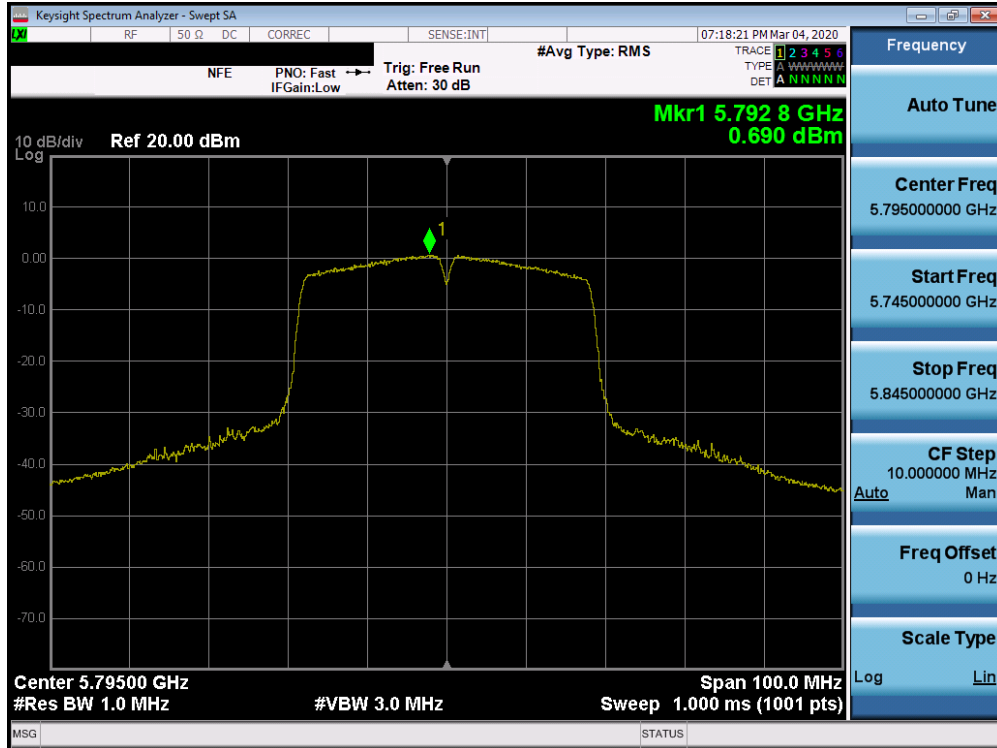 Keysight Spectrum Analyzer - Swept SA
LXI RF 50 Ω DC CORREC SENSE:INT 07:18:21 PM Mar 04, 2020
#Avg Type: RMS TRACE 1 2 3 4 5 6
NFE PNO: Fast Trig: Free Run TYPE A WWWWW
IFGain:Low Atten: 30 dB DET A N N N N N
Mkr1 5.792 8 GHz
0.690 dBm
10 dB/div Ref 20.00 dBm
Log
10.0
1
0.00
-10.0
-20.0
-30.0
-40.0
-50.0
-60.0
-70.0
Center 5.79500 GHz Span 100.0 MHz
#Res BW 1.0 MHz #VBW 3.0 MHz Sweep 1.000 ms (1001 pts)
MSG STATUS
Frequency
Auto Tune
Center Freq
5.795000000 GHz
Start Freq
5.745000000 GHz
Stop Freq
5.845000000 GHz
CF Step
10.000000 MHz
Auto Man
Freq Offset
0 Hz
Scale Type
Log Lin